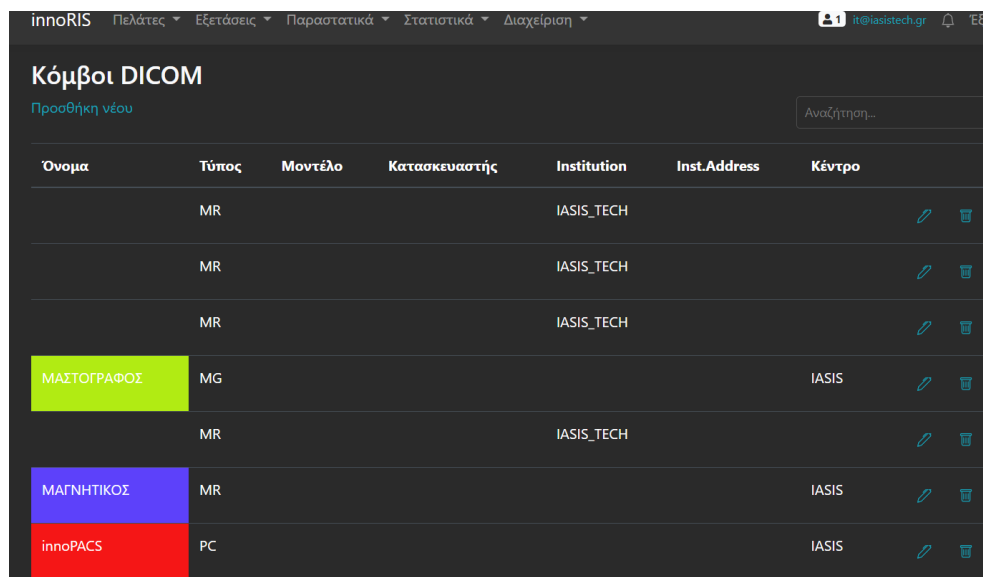 innoRIS Πελάτες Εξετάσεις Παραστατικά Στατιστικά Διαχείριση 1 it@iasistech.gr
Κόμβοι DICOM
Προσθήκη νέου
Αναζήτηση...
Όνομα Τύπος Μοντέλο Κατασκευαστής Institution Inst.Address Κέντρο
MR IASIS_TECH
MR IASIS_TECH
MR IASIS_TECH
ΜΑΣΤΟΓΡΑΦΟΣ MG IASIS
MR IASIS_TECH
ΜΑΓΝΗΤΙΚΟΣ MR IASIS
innoPACS PC IASIS